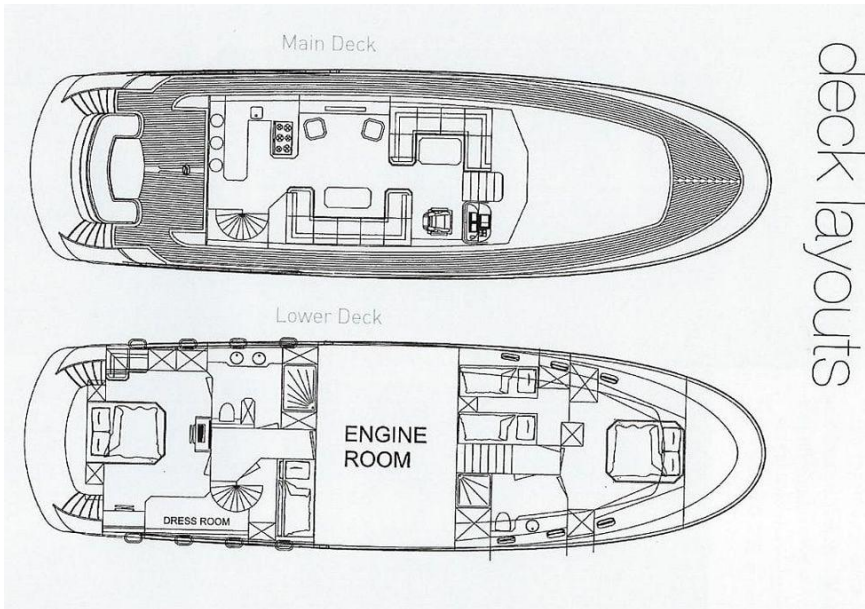 Main Deck
deck layouts
Lower Deck
ENGINE
ROOM
DRESS ROOM